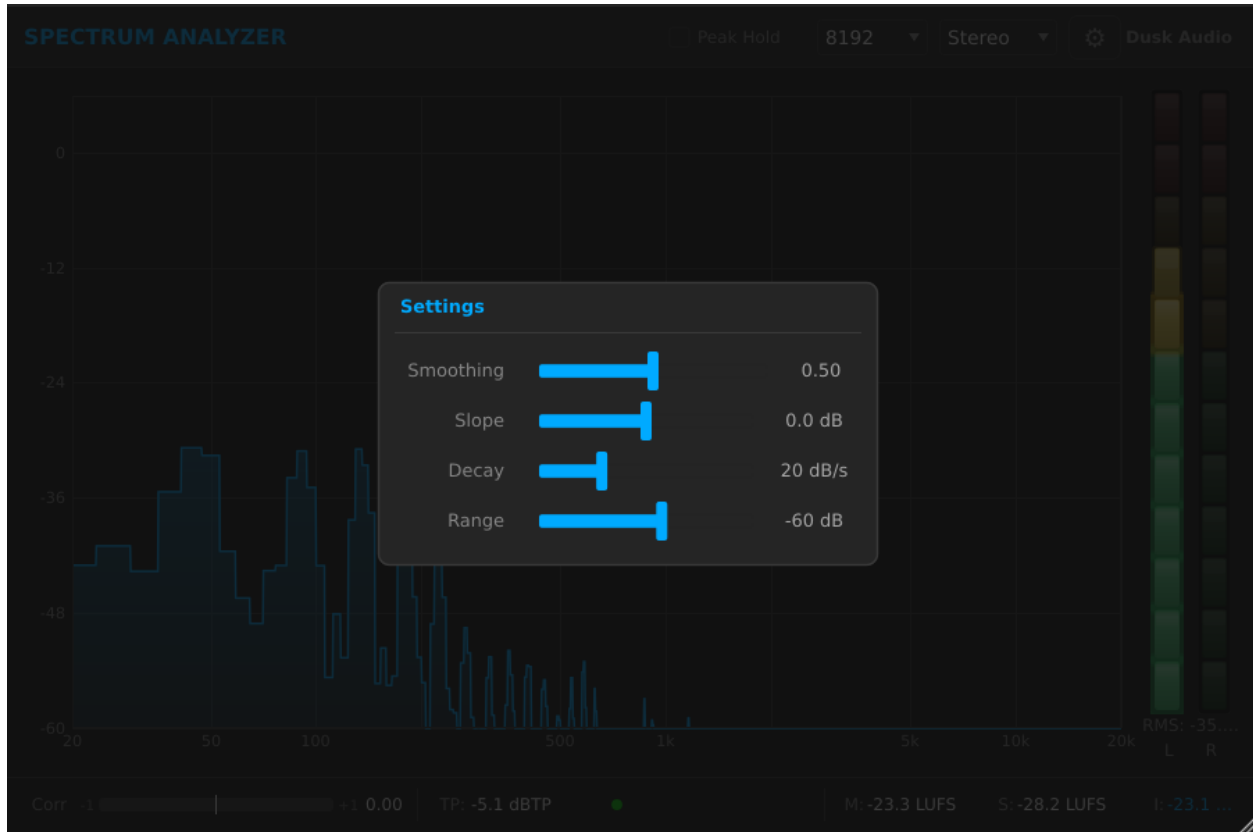 SPECTRUM ANALYZER Peak Hold 8192 Stereo Dusk Audio
0
-12
-24
-36
-48
-60
Settings
Smoothing 0.50
Slope 0.0 dB
Decay 20 dB/s
Range -60 dB
20 50 100 500 1k 5k 10k 20k
RMS: -35....
L R
Corr -1 +1 0.00 TP: -5.1 dBTP M: -23.3 LUFS S: -28.2 LUFS I: -23.1 ...